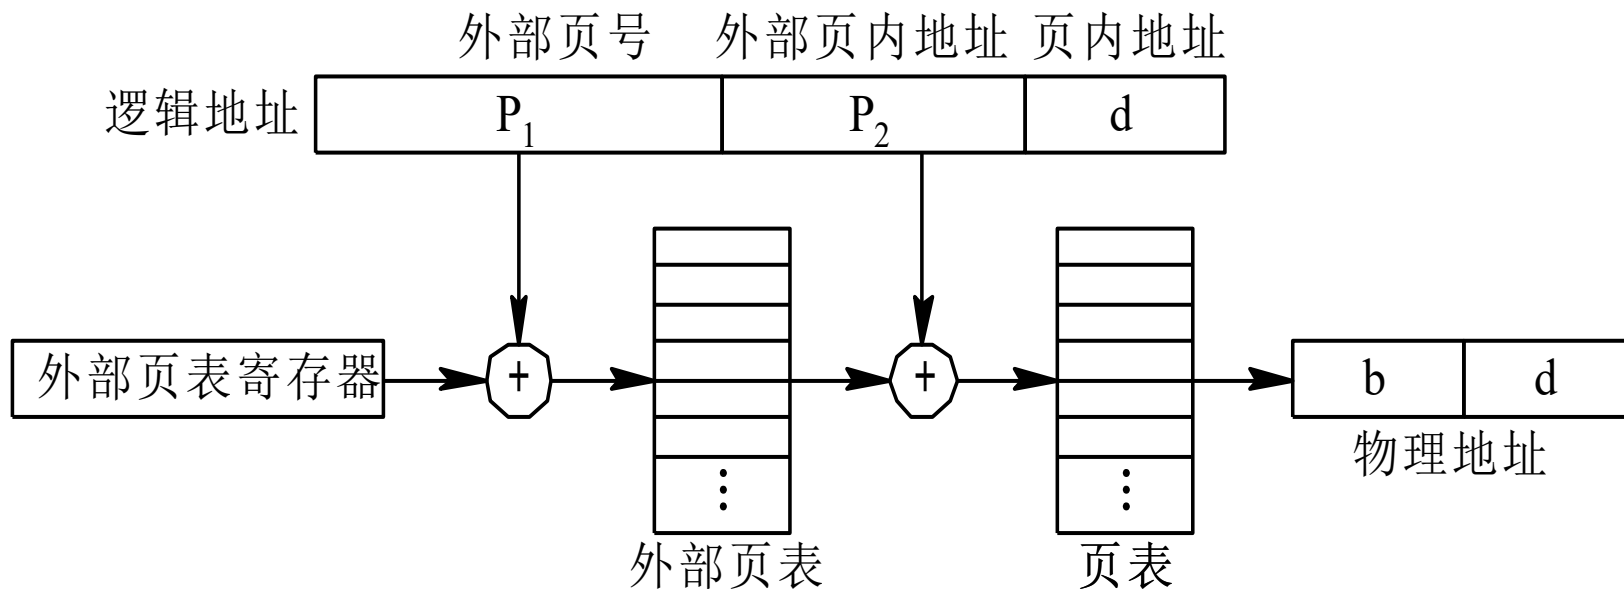 外部页号 外部页内地址 页内地址
逻辑地址 P₁ P₂ d
外部页表寄存器 + + b d
物理地址
⋮ ⋮
外部页表 页表